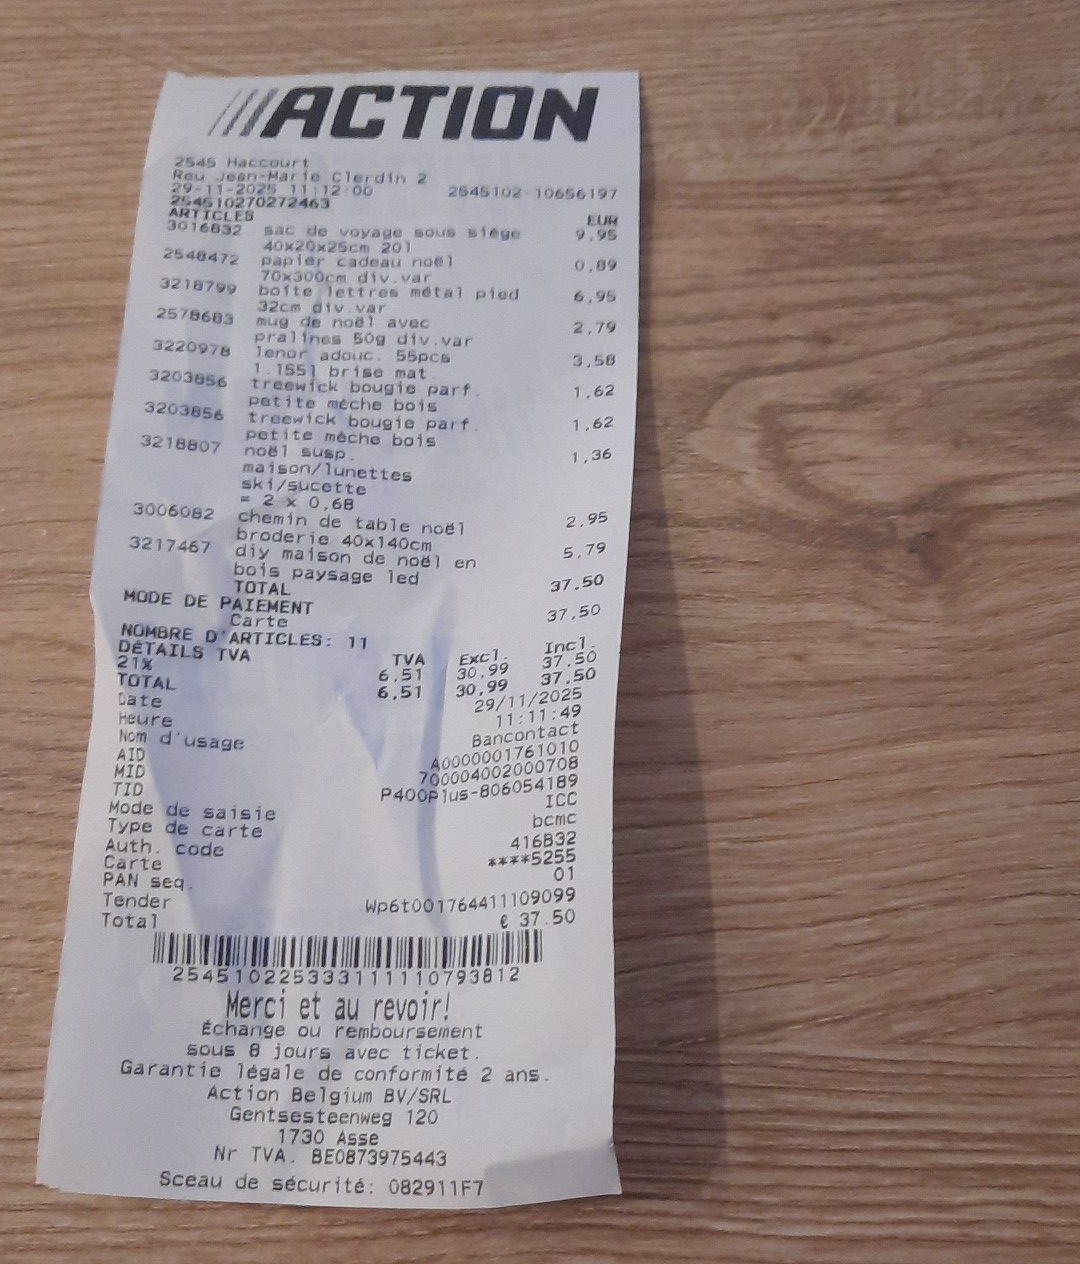 ///ACTION
2545 Haccourt
Reu Jean-Marie Clerdin 2
29-11-2025 11:12:00 2545102-10656197
254510270272463
ARTICLES EUR
3016832 sac de voyage sous siège 9,95
40x20x25cm 20l
2548472 papier cadeau noël 0,89
70x300cm div.var
3218799 boîte lettres métal pied 6,95
32cm div.var
2578683 mug de noël avec 2,79
pralines 50g div.var
3220978 lenor adouc. 55pcs 3,58
1.155l brise mat.
3203856 treewick bougie parf. 1,62
petite mèche bois
3203856 treewick bougie parf. 1,62
petite mèche bois
3218807 noël susp. 1,36
maison/lunettes
ski/sucette
= 2 x 0,68
3006082 chemin de table noël 2,95
broderie 40x140cm
3217467 diy maison de noël en 5,79
bois paysage led
TOTAL 37.50
MODE DE PAIEMENT
Carte 37,50
NOMBRE D'ARTICLES: 11
DÉTAILS TVA TVA Excl. Incl.
21% 6,51 30,99 37.50
TOTAL 6,51 30,99 37.50
Date 29/11/2025
Heure 11:11:49
Nom d'usage Bancontact
AID A0000001761010
MID 700004002000708
TID P400Plus-806054189
Mode de saisie ICC
Type de carte bcmc
Auth. code 416B32
Carte ****5255
PAN seq. 01
Tender Wp6t001764411109099
Total € 37.50
2545102253331111110793812
Merci et au revoir!
Échange ou remboursement
sous 8 jours avec ticket.
Garantie légale de conformité 2 ans.
Action Belgium BV/SRL
Gentsesteenweg 120
1730 Asse
Nr TVA. BE0873975443
Sceau de sécurité: 082911F7